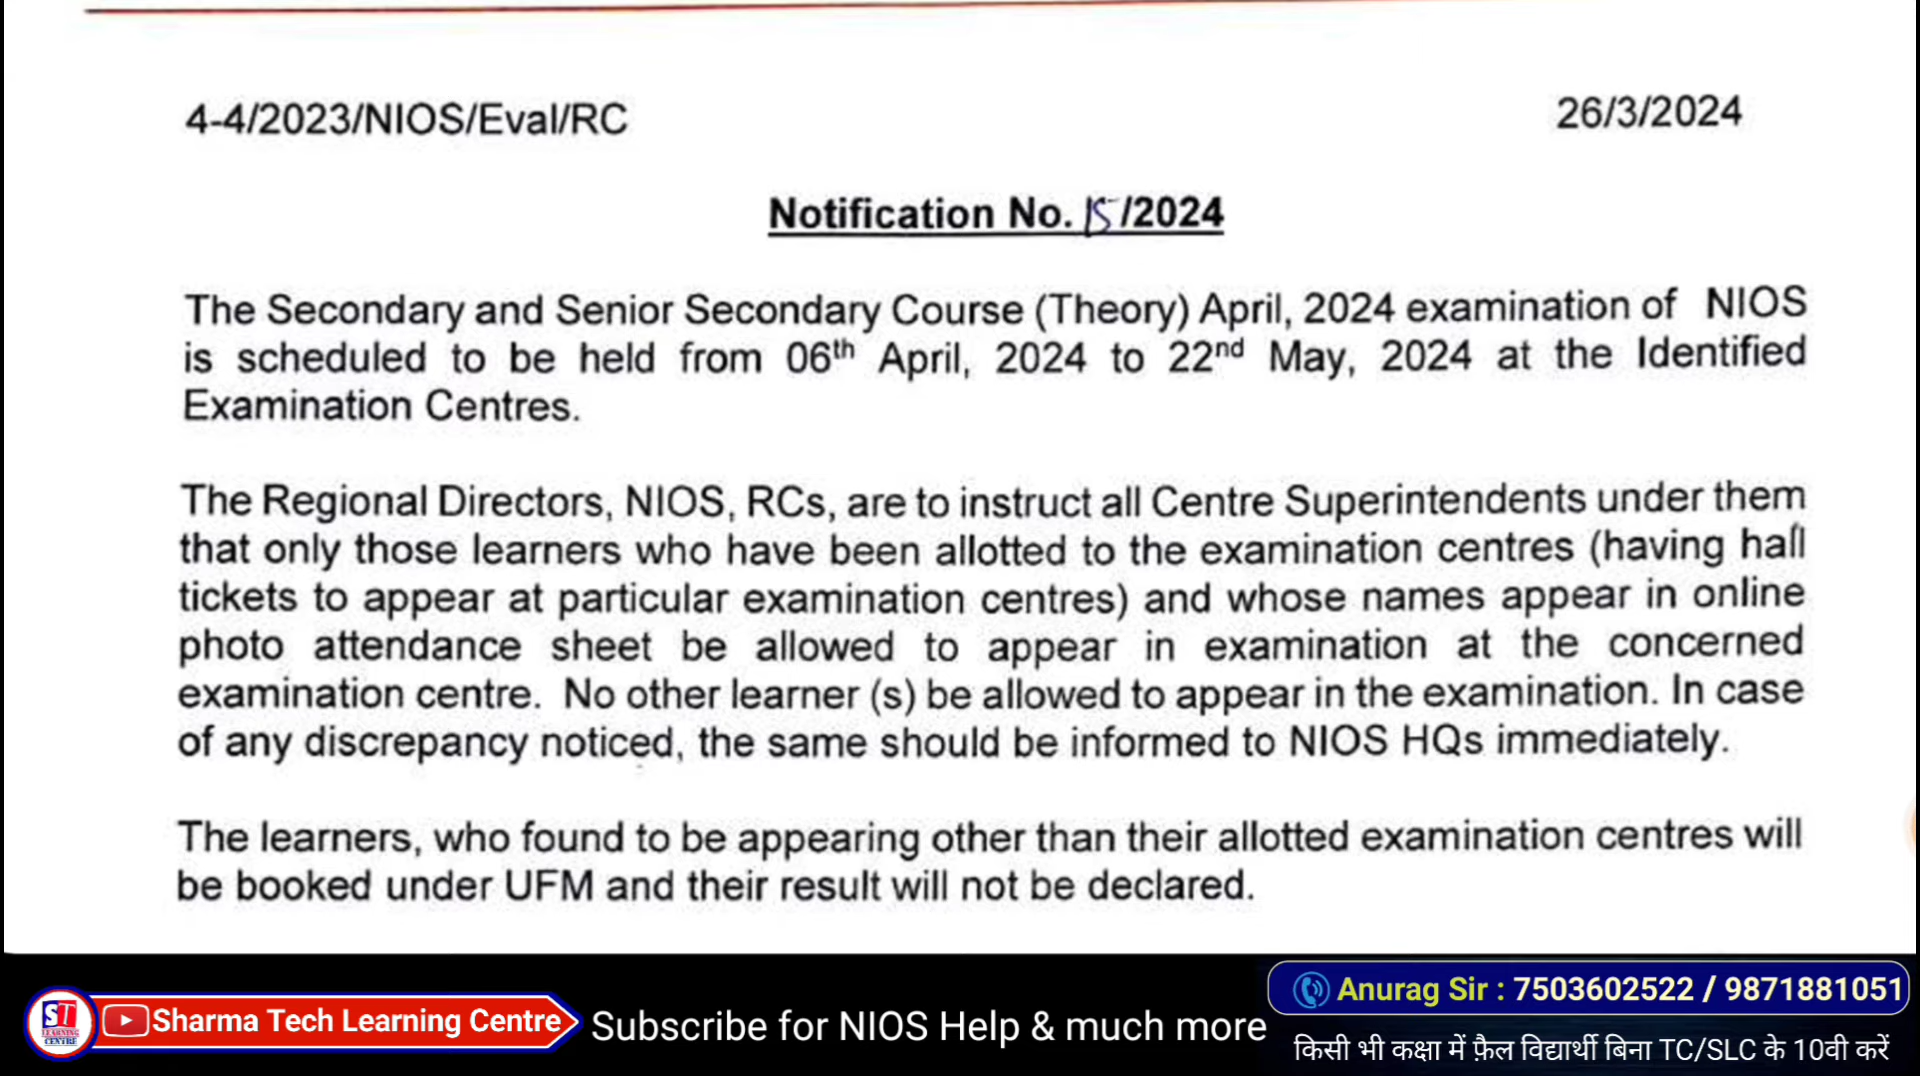 4-4/2023/NIOS/Eval/RC
26/3/2024
Notification No. 15/2024
The Secondary and Senior Secondary Course (Theory) April, 2024 examination of NIOS
is scheduled to be held from 06th April, 2024 to 22nd May, 2024 at the Identified
Examination Centres.
The Regional Directors, NIOS, RCs, are to instruct all Centre Superintendents under them
that only those learners who have been allotted to the examination centres (having hall
tickets to appear at particular examination centres) and whose names appear in online
photo attendance sheet be allowed to appear in examination at the concerned
examination centre. No other learner (s) be allowed to appear in the examination. In case
of any discrepancy noticed, the same should be informed to NIOS HQs immediately.
The learners, who found to be appearing other than their allotted examination centres will
be booked under UFM and their result will not be declared.
ST
LEARNING
CENTRE
Sharma Tech Learning Centre
Subscribe for NIOS Help & much more
Anurag Sir : 7503602522 / 9871881051
किसी भी कक्षा में फ़ैल विद्यार्थी बिना TC/SLC के 10वी करें